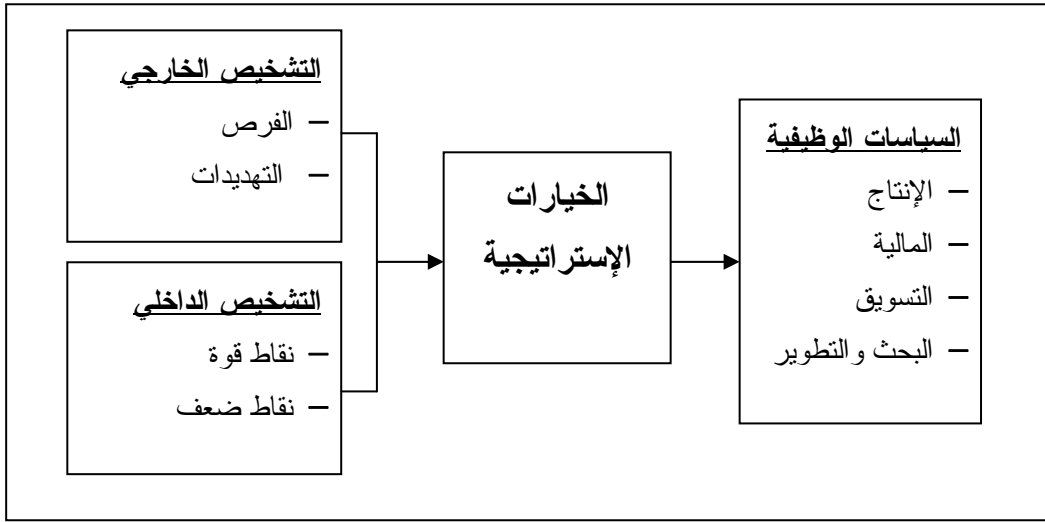 التشخيص الخارجي
– الفرص
– التهديدات
التشخيص الداخلي
– نقاط قوة
– نقاط ضعف
الخيارات
الإستراتيجية
السياسات الوظيفية
– الإنتاج
– المالية
– التسويق
– البحث والتطوير